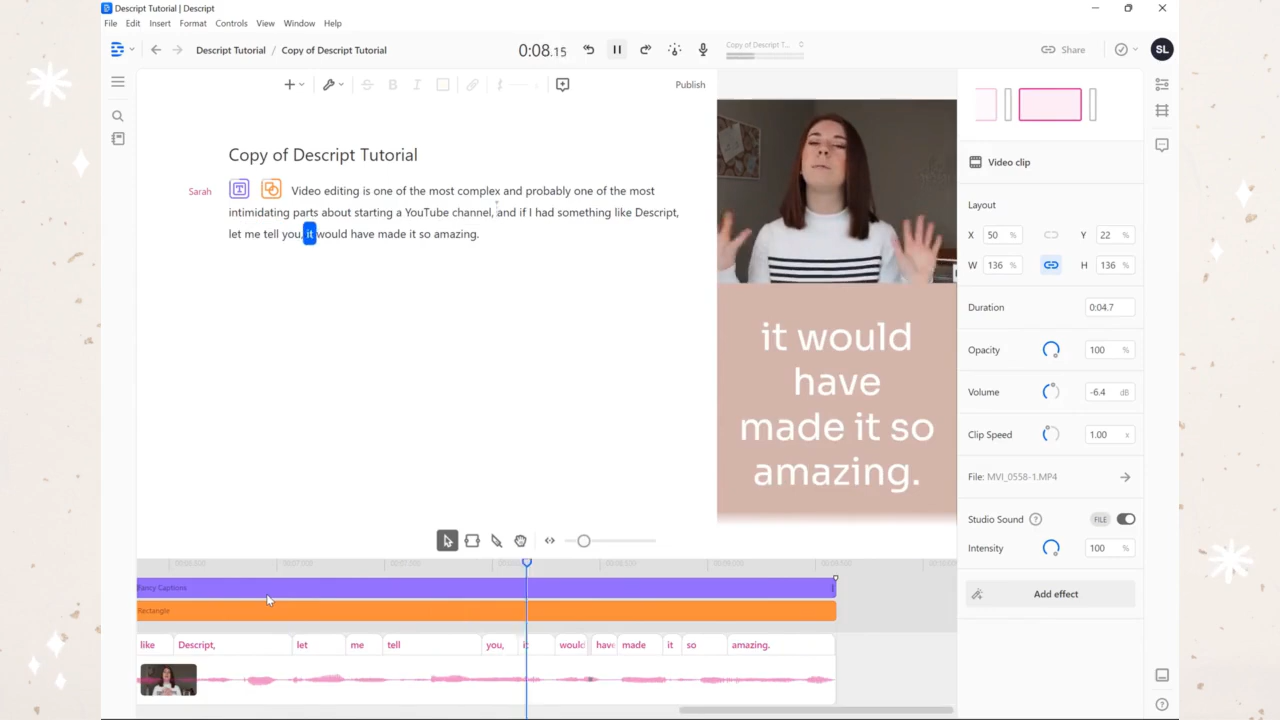 Descript Tutorial | Descript
File Edit Insert Format Controls View Window Help
Descript Tutorial / Copy of Descript Tutorial
0:08.15
Copy of Descript T...
Share
SL
Publish
Copy of Descript Tutorial
Sarah
Video editing is one of the most complex and probably one of the most
intimidating parts about starting a YouTube channel, and if I had something like Descript,
let me tell you, it would have made it so amazing.
it would
have
made it so
amazing.
Video clip
Layout
X 50 % Y 22 %
W 136 % H 136 %
Duration 0:04.7
Opacity 100 %
Volume -6.4 dB
Clip Speed 1.00 x
File: MVI_0558-1.MP4
Studio Sound FILE
Intensity 100 %
Add effect
Fancy Captions
Rectangle
like Descript, let me tell you, it would have made it so amazing.